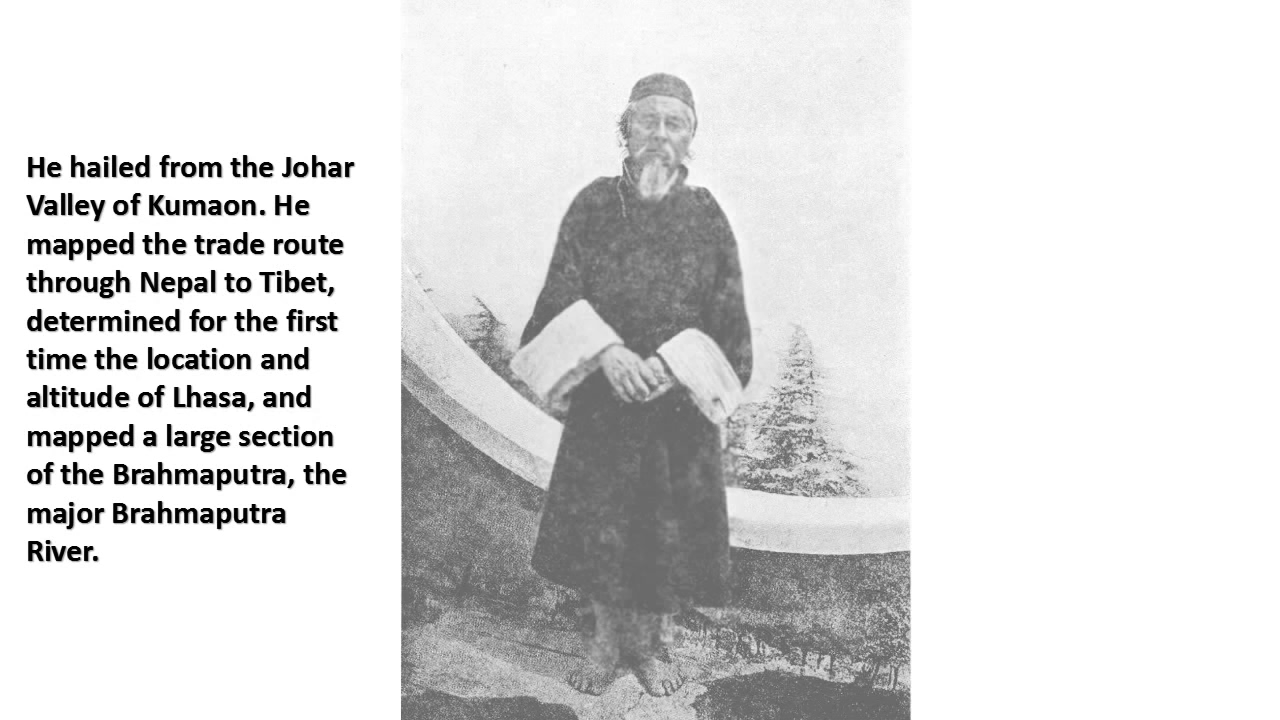 He hailed from the Johar
Valley of Kumaon. He
mapped the trade route
through Nepal to Tibet,
determined for the first
time the location and
altitude of Lhasa, and
mapped a large section
of the Brahmaputra, the
major Brahmaputra
River.